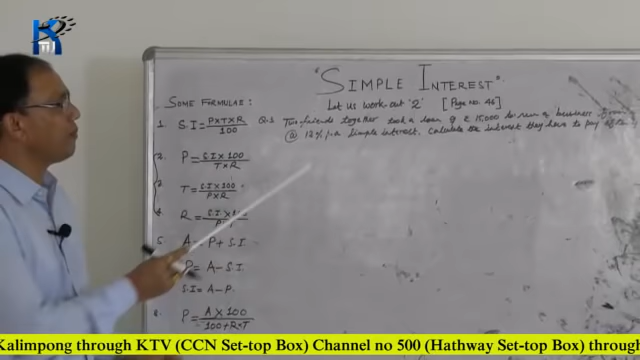 K
"SIMPLE INTEREST".
Let us work out '2' [Page no. 46]
SOME FORMULAE:
1. S.I = P×T×R / 100
Q.1 Two friends together took a loan of ₹ 15,000 to run a business
@ 12% p.a simple interest. Calculate the interest they have to pay
2. P = S.I × 100 / T×R
3. T = S.I × 100 / P×R
4. R = S.I ×
5. A P + S.I.
P = A - S.I.
S.I = A - P.
P = A × 100 / 100 + R×T
Kalimpong through KTV (CCN Set-top Box) Channel no 500 (Hathway Set-top Box) through